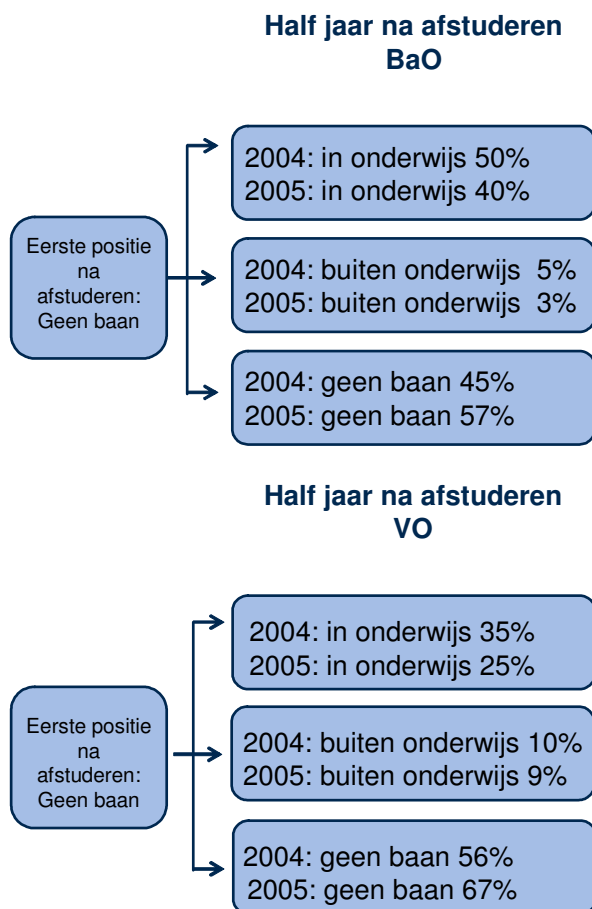 Half jaar na afstuderen
BaO
2004: in onderwijs 50%
2005: in onderwijs 40%
Eerste positie
na
afstuderen:
Geen baan
2004: buiten onderwijs 5%
2005: buiten onderwijs 3%
2004: geen baan 45%
2005: geen baan 57%
Half jaar na afstuderen
VO
2004: in onderwijs 35%
2005: in onderwijs 25%
Eerste positie
na
afstuderen:
Geen baan
2004: buiten onderwijs 10%
2005: buiten onderwijs 9%
2004: geen baan 56%
2005: geen baan 67%